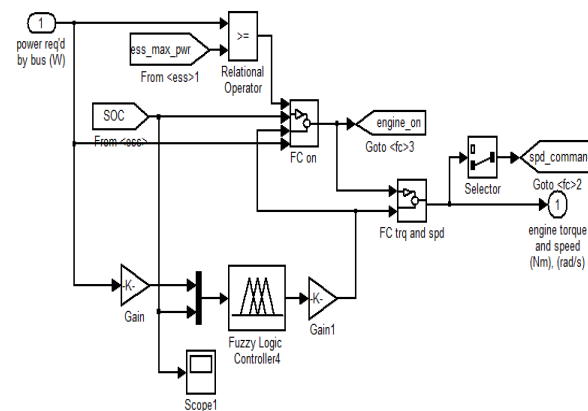 1
power req'd
by bus (W)
ess_max_pwr
From <ess>1
>=
Relational
Operator
SOC
From <ess>
FC on
engine_on
Goto <fc>3
FC trq and spd
Selector
spd_comman
Goto <fc>2
1
engine torque
and speed
(Nm), (rad/s)
-K-
Gain
Fuzzy Logic
Controller4
-K-
Gain1
Scope1